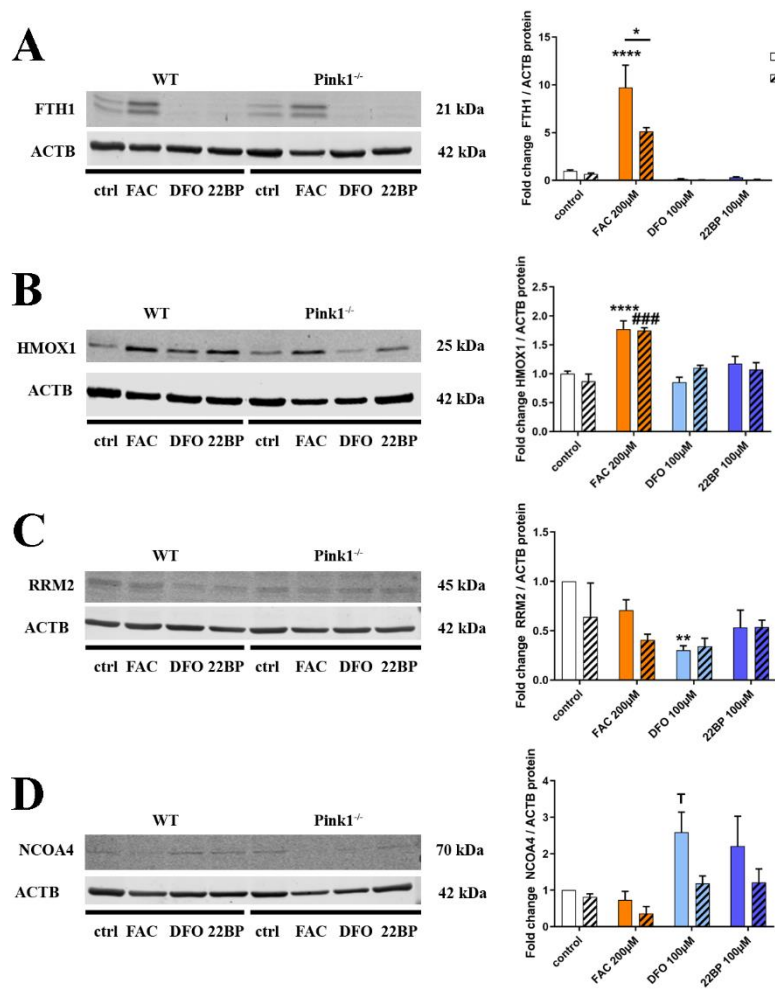 A
WT Pink1-/-
FTH1 21 kDa
ACTB 42 kDa
ctrl FAC DFO 22BP ctrl FAC DFO 22BP
Fold change FTH1 / ACTB protein
15
10
5
0
****
*
control FAC 200µM DFO 100µM 22BP 100µM
B
WT Pink1-/-
HMOX1 25 kDa
ACTB 42 kDa
ctrl FAC DFO 22BP ctrl FAC DFO 22BP
Fold change HMOX1 / ACTB protein
2.5
2.0
1.5
1.0
0.5
0.0
**** ###
control FAC 200µM DFO 100µM 22BP 100µM
C
WT Pink1-/-
RRM2 45 kDa
ACTB 42 kDa
ctrl FAC DFO 22BP ctrl FAC DFO 22BP
Fold change RRM2 / ACTB protein
1.5
1.0
0.5
0.0
**
control FAC 200µM DFO 100µM 22BP 100µM
D
WT Pink1-/-
NCOA4 70 kDa
ACTB 42 kDa
ctrl FAC DFO 22BP ctrl FAC DFO 22BP
Fold change NCOA4 / ACTB protein
4
3
2
1
0
T
control FAC 200µM DFO 100µM 22BP 100µM